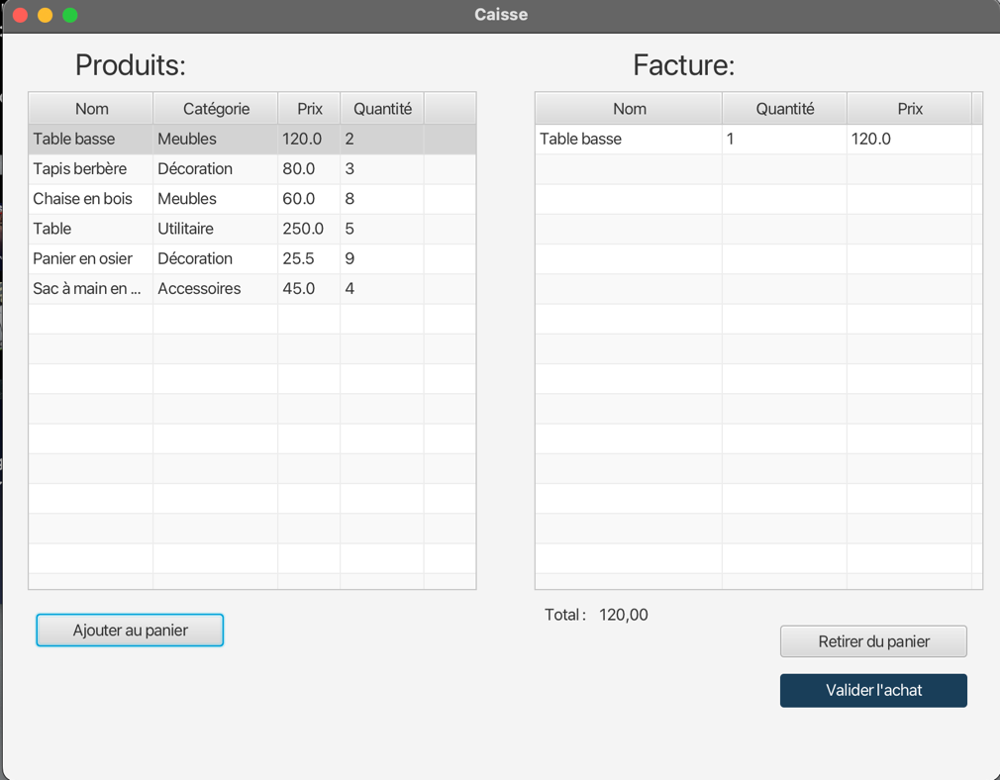 Caisse
Produits:
Nom Catégorie Prix Quantité
Table basse Meubles 120.0 2
Tapis berbère Décoration 80.0 3
Chaise en bois Meubles 60.0 8
Table Utilitaire 250.0 5
Panier en osier Décoration 25.5 9
Sac à main en ... Accessoires 45.0 4
Ajouter au panier
Facture:
Nom Quantité Prix
Table basse 1 120.0
Total : 120,00
Retirer du panier
Valider l'achat